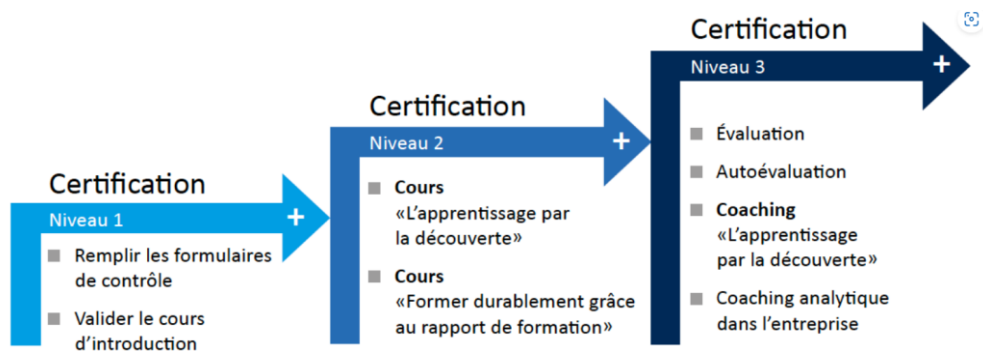 Certification
Niveau 1
+
Remplir les formulaires
de contrôle
Valider le cours
d’introduction
Certification
Niveau 2
+
Cours
«L’apprentissage par
la découverte»
Cours
«Former durablement grâce
au rapport de formation»
Certification
Niveau 3
+
Évaluation
Autoévaluation
Coaching
«L’apprentissage
par la découverte»
Coaching analytique
dans l’entreprise